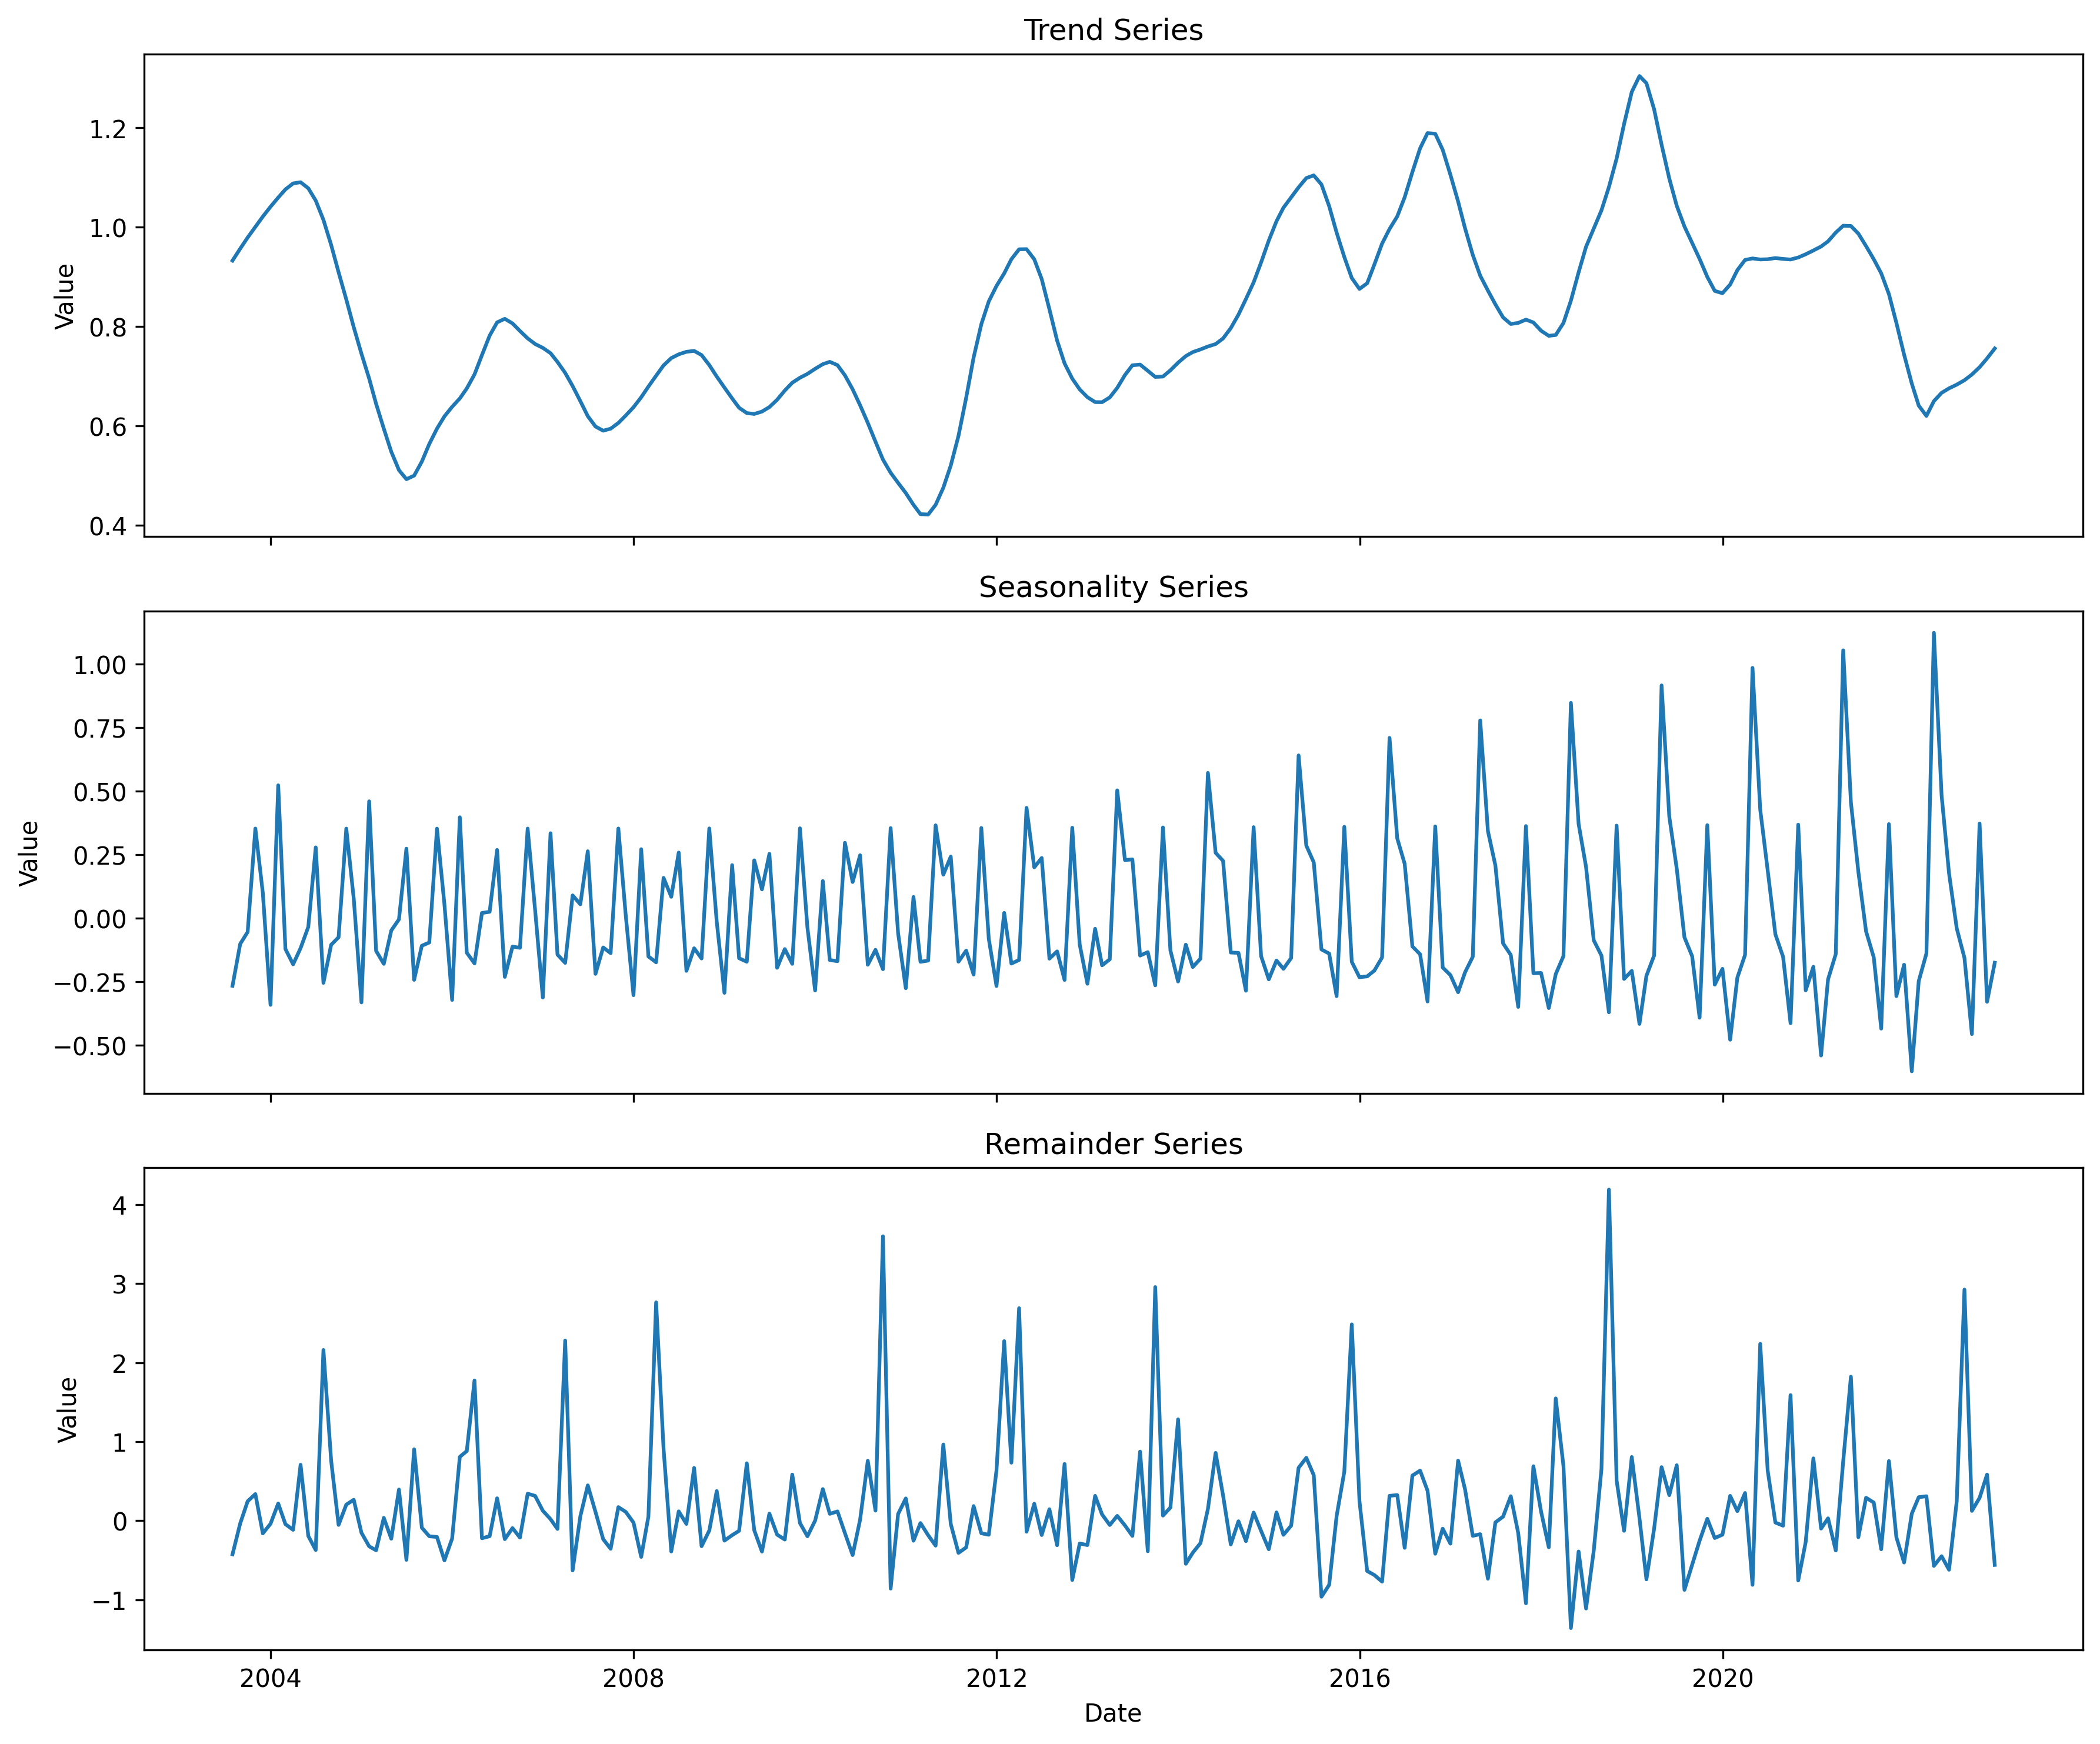 Trend Series
Value
1.2
1.0
0.8
0.6
0.4
Seasonality Series
Value
1.00
0.75
0.50
0.25
0.00
−0.25
−0.50
Remainder Series
Value
4
3
2
1
0
−1
2004 2008 2012 2016 2020
Date